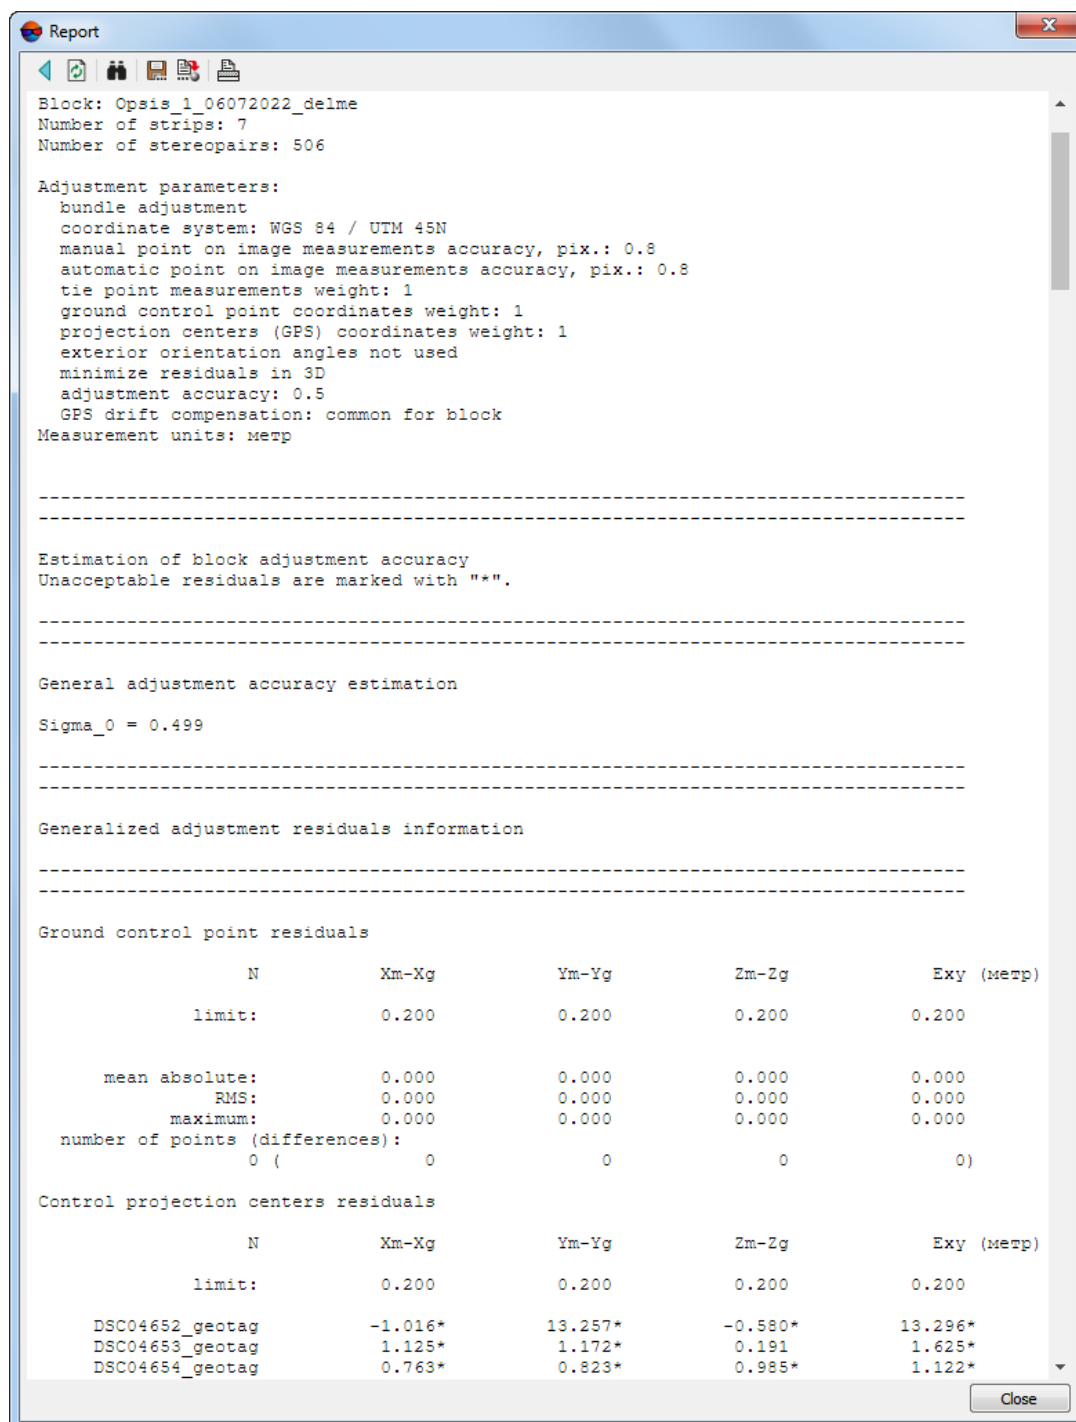 Report
Block: Opsis_1_06072022_delme
Number of strips: 7
Number of stereopairs: 506
Adjustment parameters:
bundle adjustment
coordinate system: WGS 84 / UTM 45N
manual point on image measurements accuracy, pix.: 0.8
automatic point on image measurements accuracy, pix.: 0.8
tie point measurements weight: 1
ground control point coordinates weight: 1
projection centers (GPS) coordinates weight: 1
exterior orientation angles not used
minimize residuals in 3D
adjustment accuracy: 0.5
GPS drift compensation: common for block
Measurement units: метр
-------------------------------------------------------------------------------------
-------------------------------------------------------------------------------------
Estimation of block adjustment accuracy
Unacceptable residuals are marked with "*".
-------------------------------------------------------------------------------------
-------------------------------------------------------------------------------------
General adjustment accuracy estimation
Sigma_0 = 0.499
-------------------------------------------------------------------------------------
-------------------------------------------------------------------------------------
Generalized adjustment residuals information
-------------------------------------------------------------------------------------
-------------------------------------------------------------------------------------
Ground control point residuals
N Xm-Xg Ym-Yg Zm-Zg Exy (метр)
limit: 0.200 0.200 0.200 0.200
mean absolute: 0.000 0.000 0.000 0.000
RMS: 0.000 0.000 0.000 0.000
maximum: 0.000 0.000 0.000 0.000
number of points (differences):
0 ( 0 0 0 0)
Control projection centers residuals
N Xm-Xg Ym-Yg Zm-Zg Exy (метр)
limit: 0.200 0.200 0.200 0.200
DSC04652_geotag -1.016* 13.257* -0.580* 13.296*
DSC04653_geotag 1.125* 1.172* 0.191 1.625*
DSC04654_geotag 0.763* 0.823* 0.985* 1.122*
Close